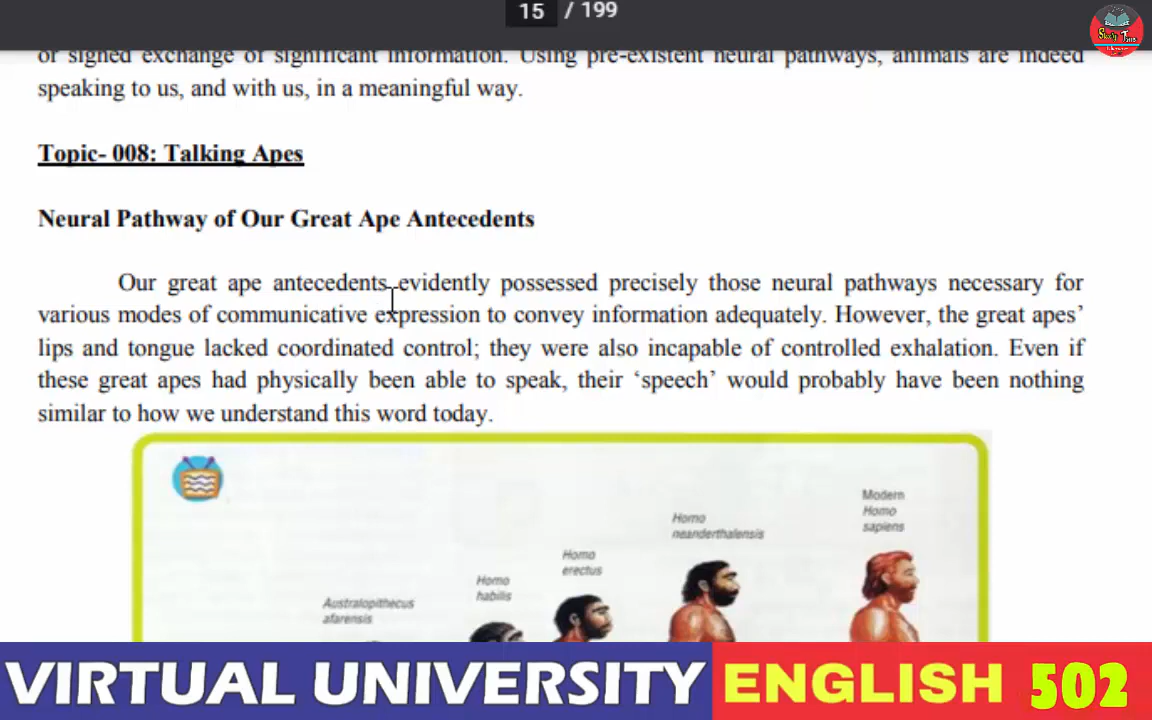 15 / 199
or signed exchange of significant information. Using pre-existent neural pathways, animals are indeed
speaking to us, and with us, in a meaningful way.
Topic- 008: Talking Apes
Neural Pathway of Our Great Ape Antecedents
Our great ape antecedents evidently possessed precisely those neural pathways necessary for
various modes of communicative expression to convey information adequately. However, the great apes’
lips and tongue lacked coordinated control; they were also incapable of controlled exhalation. Even if
these great apes had physically been able to speak, their ‘speech’ would probably have been nothing
similar to how we understand this word today.
Modern
Homo
sapiens
Homo
neanderthalensis
Homo
erectus
Homo
habilis
Australopithecus
afarensis
VIRTUAL UNIVERSITY ENGLISH 502